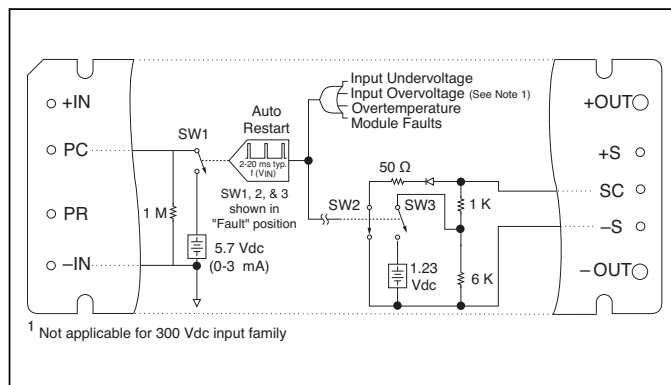 +IN
PC
PR
–IN
SW1
1 M
5.7 Vdc
(0-3 mA)
Auto
Restart
2-20 ms typ.
f (VIN)
SW1, 2, & 3
shown in
"Fault" position
Input Undervoltage
Input Overvoltage (See Note 1)
Overtemperature
Module Faults
50 Ω
SW2
SW3
1 K
1.23
Vdc
6 K
+OUT
+S
SC
–S
–OUT
1 Not applicable for 300 Vdc input family